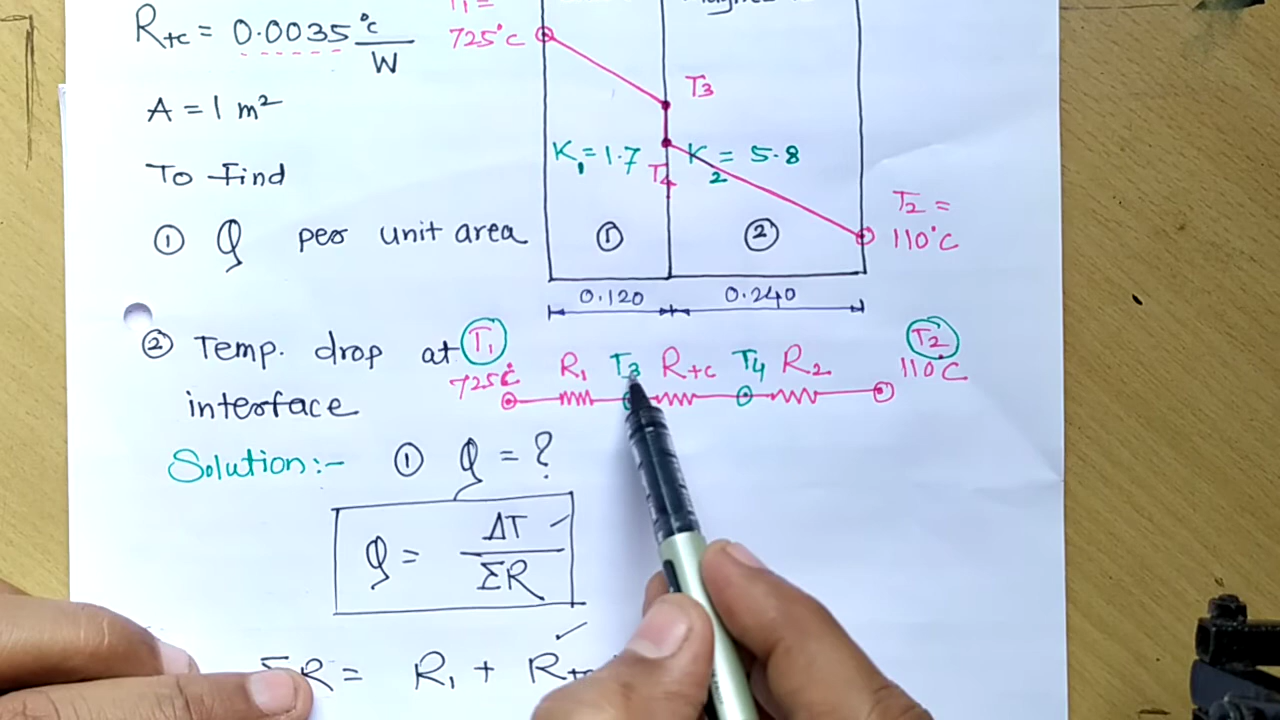 Rtc = 0.0035 °c/W
725°C
A = 1 m²
T3
K1 = 1.7
K2 = 5.8
T4
To Find
① Q per unit area
T2 =
110°C
①
②
0.120
0.240
② Temp. drop at
interface
T1
725°C
R1
T3
Rtc
T4
R2
T2
110°C
Solution:- ① Q = ?
Q = ΔT/ΣR
ΣR = R1 +